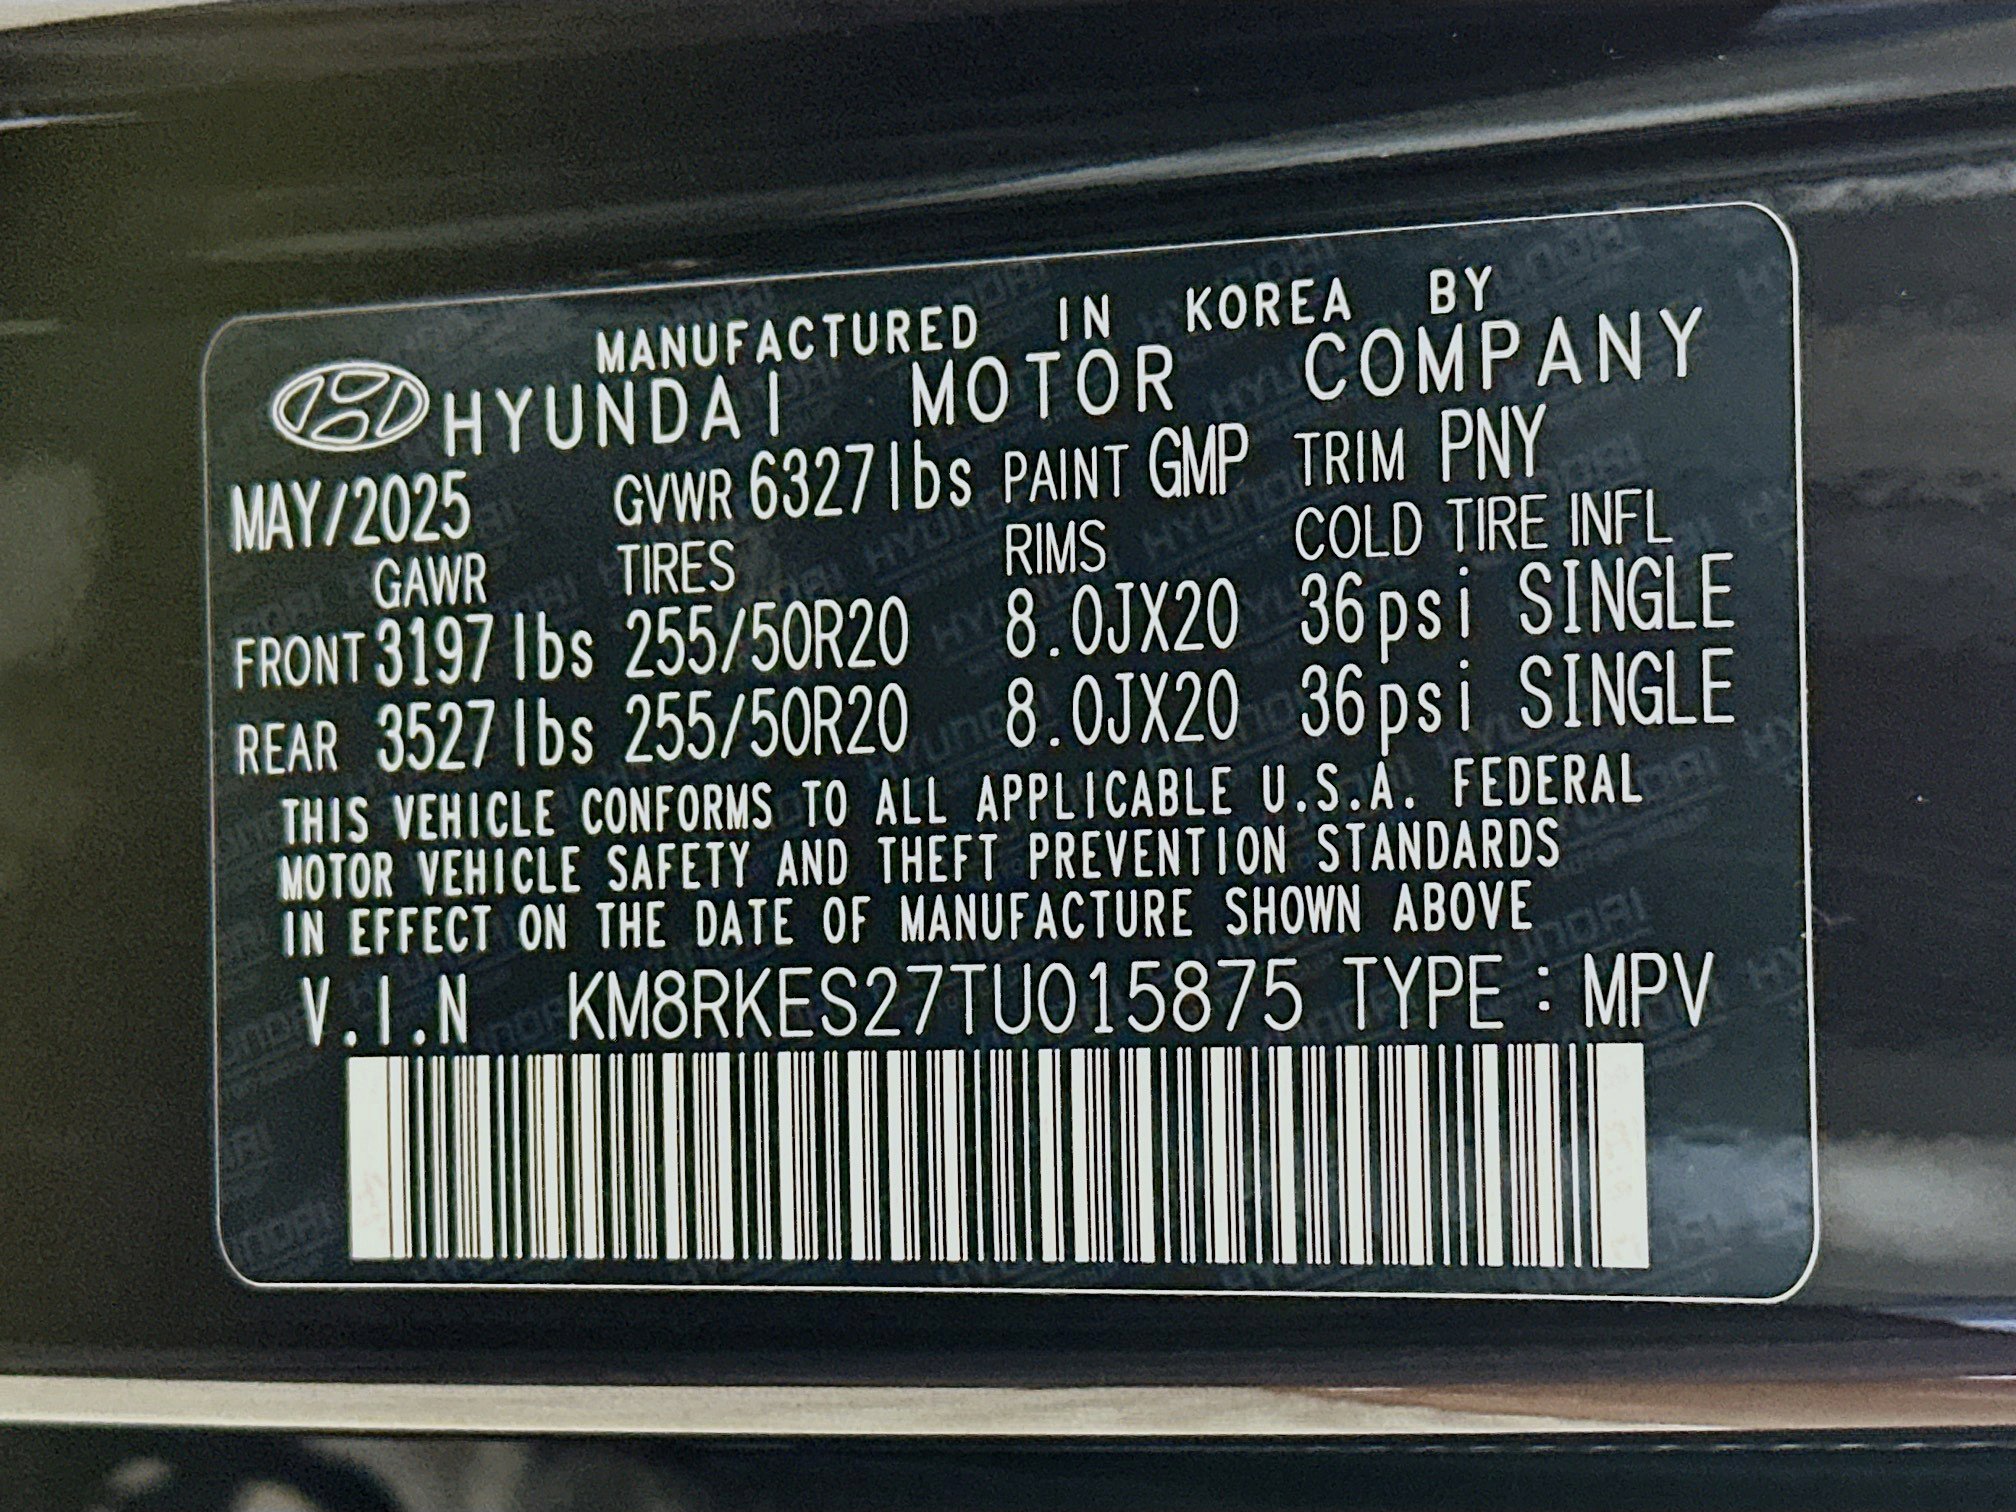 MANUFACTURED IN KOREA BY
HYUNDAI MOTOR COMPANY
MAY/2025 GVWR 6327lbs PAINT GMP TRIM PNY
GAWR TIRES RIMS COLD TIRE INFL
FRONT 3197lbs 255/50R20 8.0JX20 36psi SINGLE
REAR 3527lbs 255/50R20 8.0JX20 36psi SINGLE
THIS VEHICLE CONFORMS TO ALL APPLICABLE U.S.A. FEDERAL
MOTOR VEHICLE SAFETY AND THEFT PREVENTION STANDARDS
IN EFFECT ON THE DATE OF MANUFACTURE SHOWN ABOVE
V.I.N KM8RKES27TU015875 TYPE : MPV